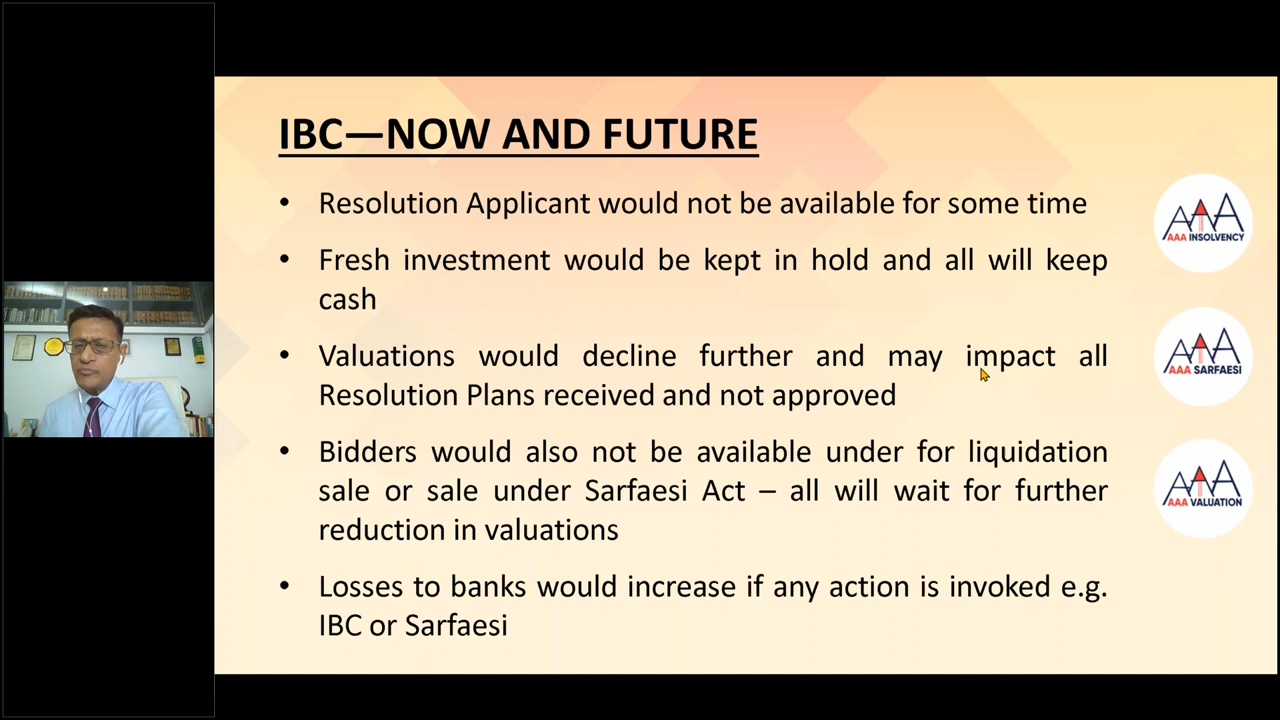 IBC—NOW AND FUTURE
• Resolution Applicant would not be available for some time
• Fresh investment would be kept in hold and all will keep
cash
• Valuations would decline further and may impact all
Resolution Plans received and not approved
• Bidders would also not be available under for liquidation
sale or sale under Sarfaesi Act – all will wait for further
reduction in valuations
• Losses to banks would increase if any action is invoked e.g.
IBC or Sarfaesi
AAA INSOLVENCY
AAA SARFAESI
AAA VALUATION